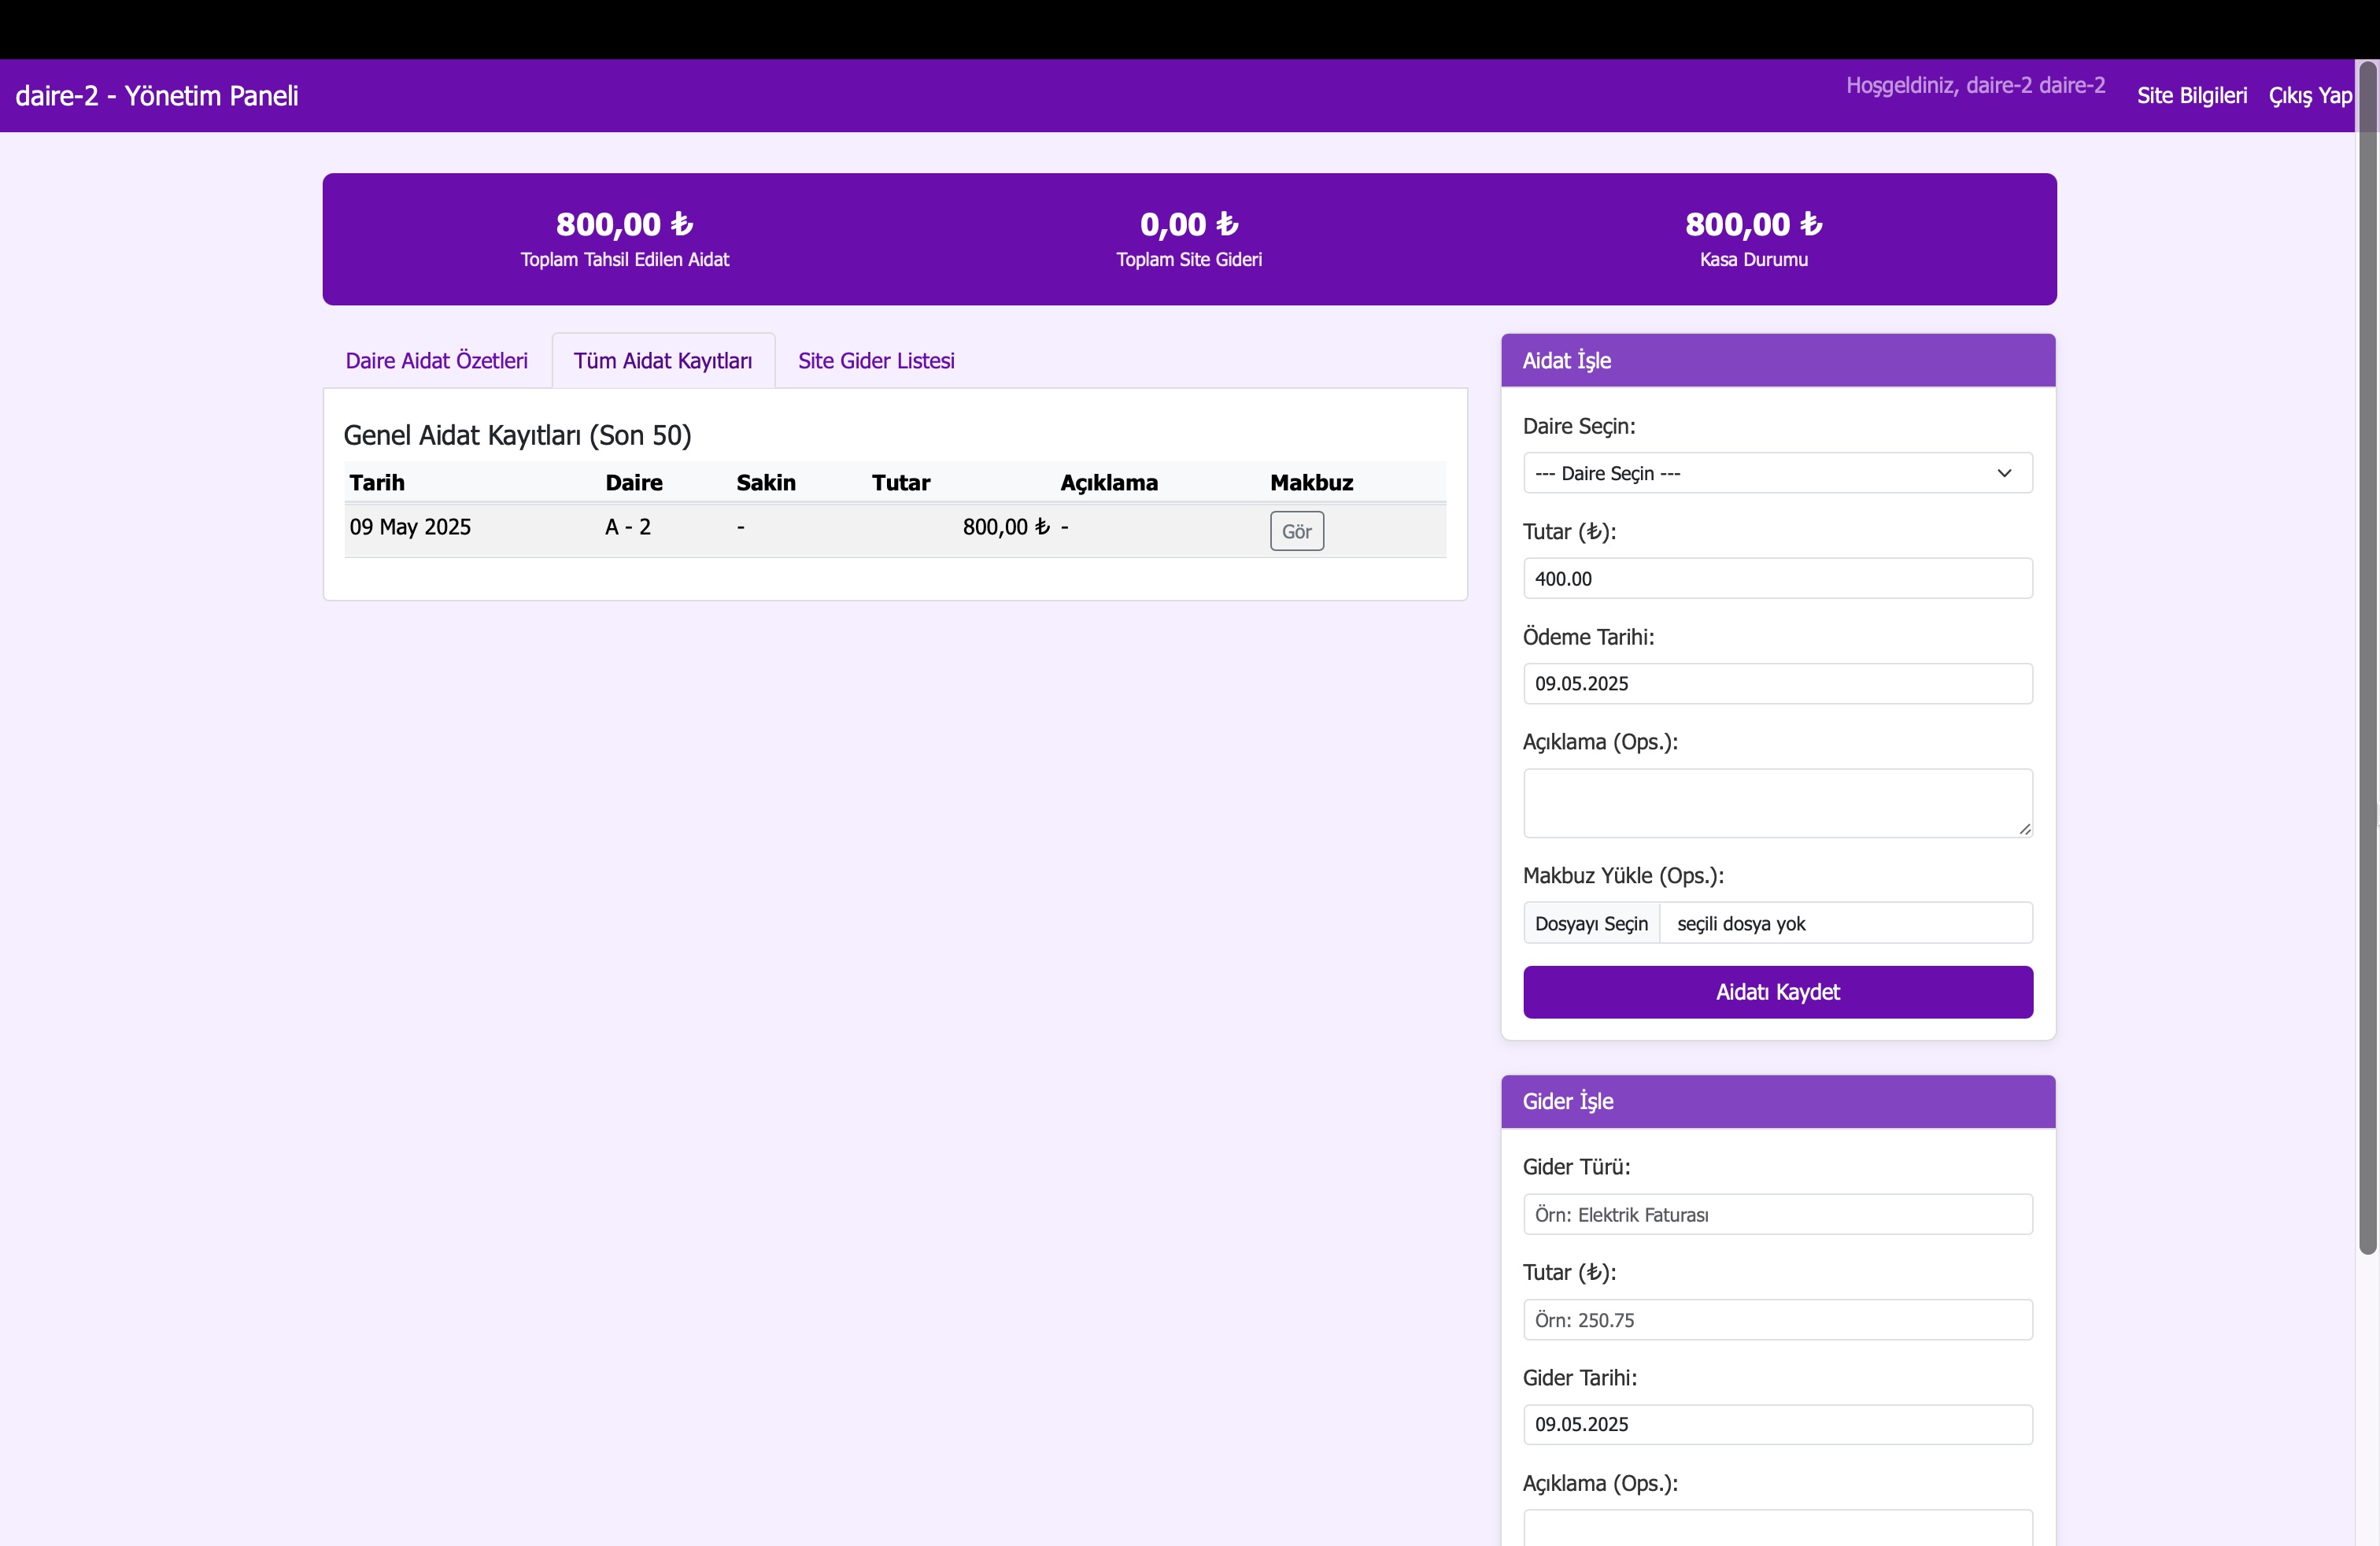 daire-2 - Yönetim Paneli
Hoşgeldiniz, daire-2 daire-2
Site Bilgileri
Çıkış Yap
800,00 ₺
Toplam Tahsil Edilen Aidat
0,00 ₺
Toplam Site Gideri
800,00 ₺
Kasa Durumu
Daire Aidat Özetleri
Tüm Aidat Kayıtları
Site Gider Listesi
Genel Aidat Kayıtları (Son 50)
Tarih Daire Sakin Tutar Açıklama Makbuz
09 May 2025 A - 2 - 800,00 ₺ - Gör
Aidat İşle
Daire Seçin:
--- Daire Seçin ---
Tutar (₺):
400.00
Ödeme Tarihi:
09.05.2025
Açıklama (Ops.):
Makbuz Yükle (Ops.):
Dosyayı Seçin seçili dosya yok
Aidatı Kaydet
Gider İşle
Gider Türü:
Örn: Elektrik Faturası
Tutar (₺):
Örn: 250.75
Gider Tarihi:
09.05.2025
Açıklama (Ops.):